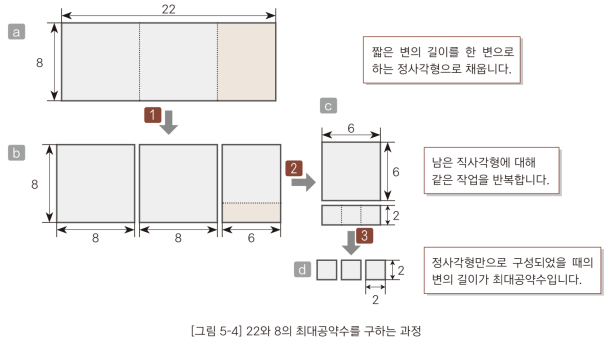 22
a
8
짧은 변의 길이를 한 변으로
하는 정사각형으로 채웁니다.
1
c
6
b
8
2
6
남은 직사각형에 대해
같은 작업을 반복합니다.
2
8
8
6
3
d
2
정사각형만으로 구성되었을 때의
변의 길이가 최대공약수입니다.
2
[그림 5-4] 22와 8의 최대공약수를 구하는 과정